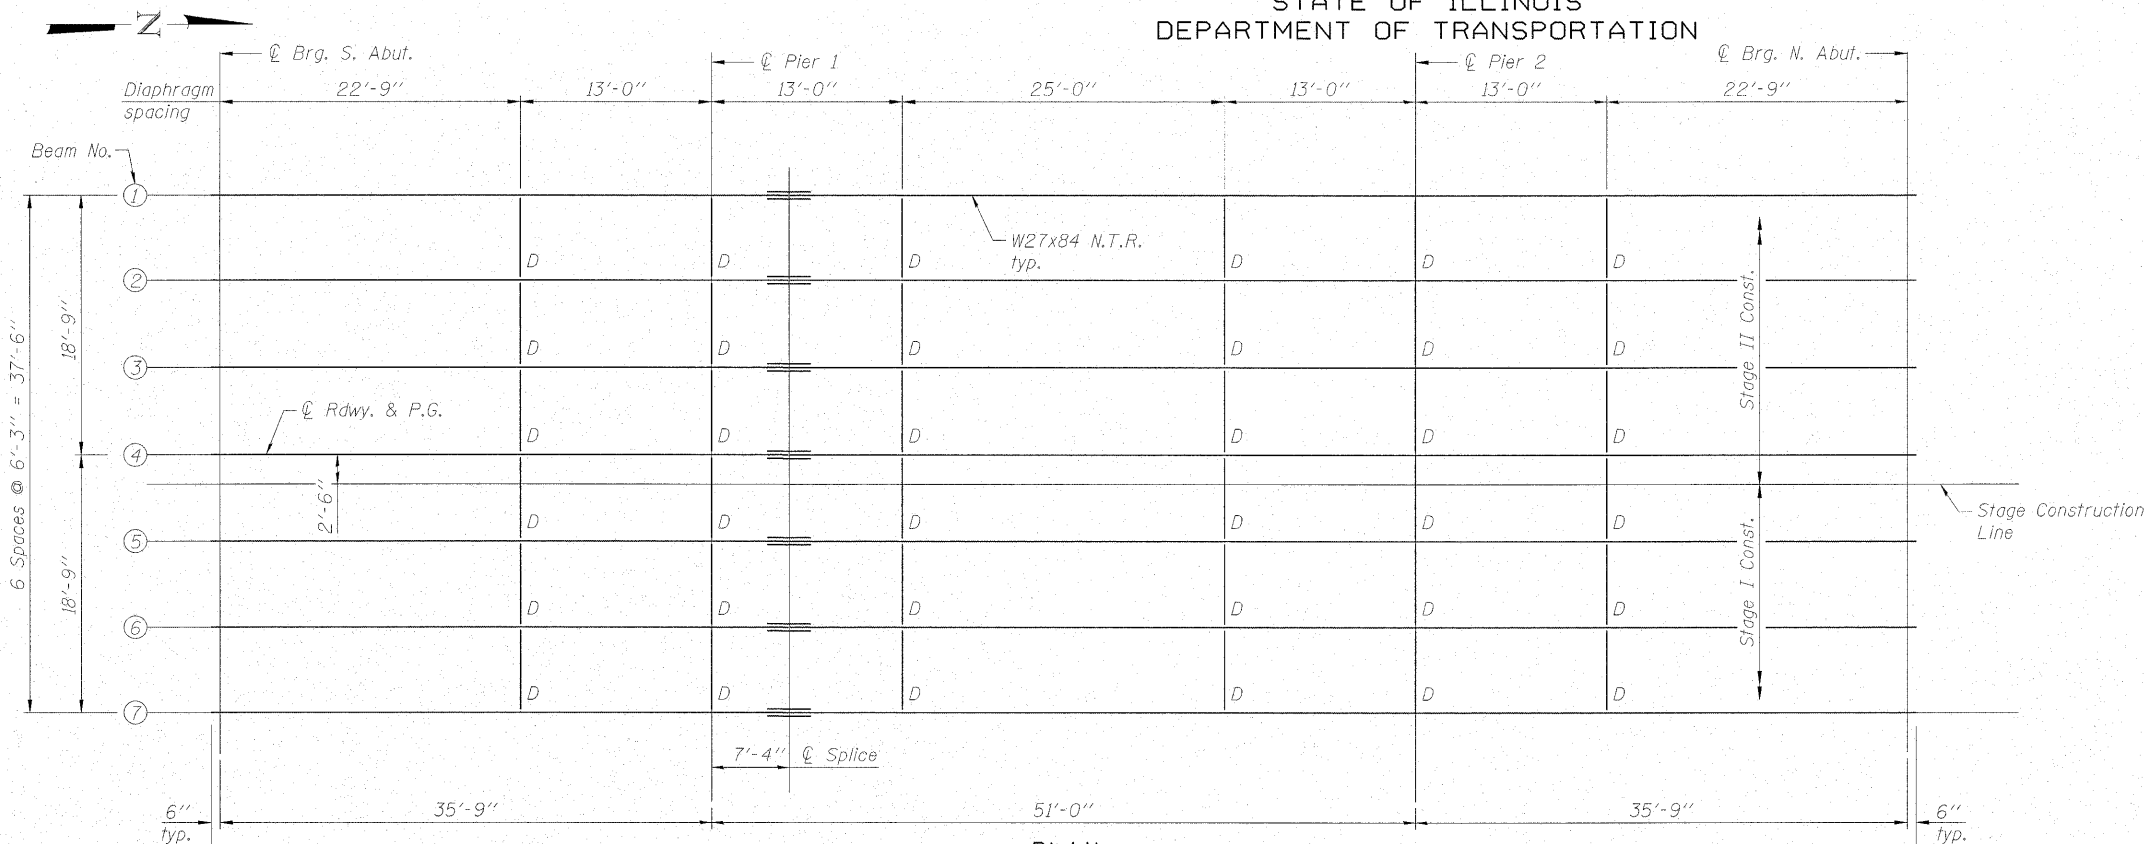 STATE OF ILLINOIS
DEPARTMENT OF TRANSPORTATION
Z
℄ Brg. S. Abut.
℄ Pier 1
℄ Pier 2
℄ Brg. N. Abut.
Diaphragm
spacing
22'-9"
13'-0"
13'-0"
25'-0"
13'-0"
13'-0"
22'-9"
Beam No.
1
W27x84 N.T.R.
typ.
D D D D D D
2
D D D D D D
3
℄ Rdwy. & P.G.
D D D D D D
4
2'-6"
Stage Construction
Line
D D D D D D
5
D D D D D D
6
D D D D D D
7
6 Spaces @ 6'-3" = 37'-6"
18'-9"
18'-9"
Stage II Const.
Stage I Const.
7'-4"
℄ Splice
6"
typ.
35'-9"
51'-0"
35'-9"
6"
typ.